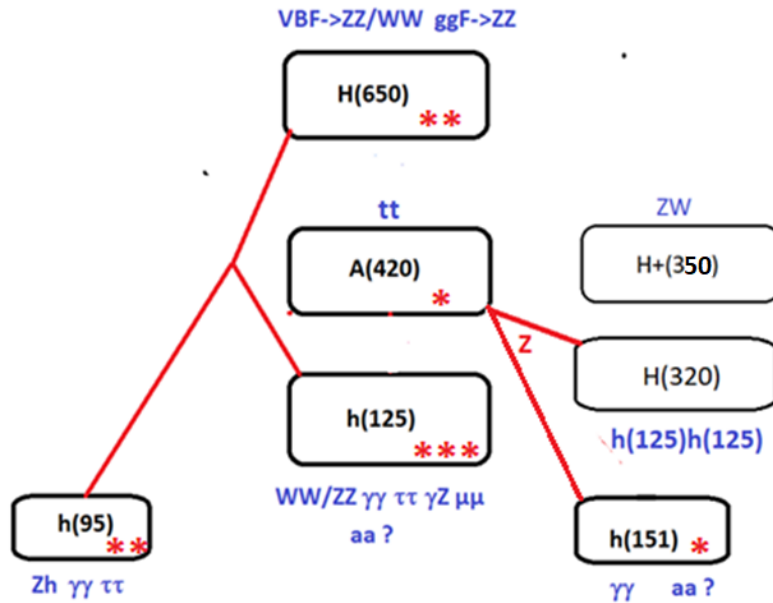 VBF->ZZ/WW ggF->ZZ
H(650)
**
tt
ZW
A(420)
*
H+(350)
Z
H(320)
h(125)
***
h(125)h(125)
WW/ZZ γγ ττ γZ μμ
aa ?
h(95)
**
h(151) *
Zh γγ ττ
γγ aa ?